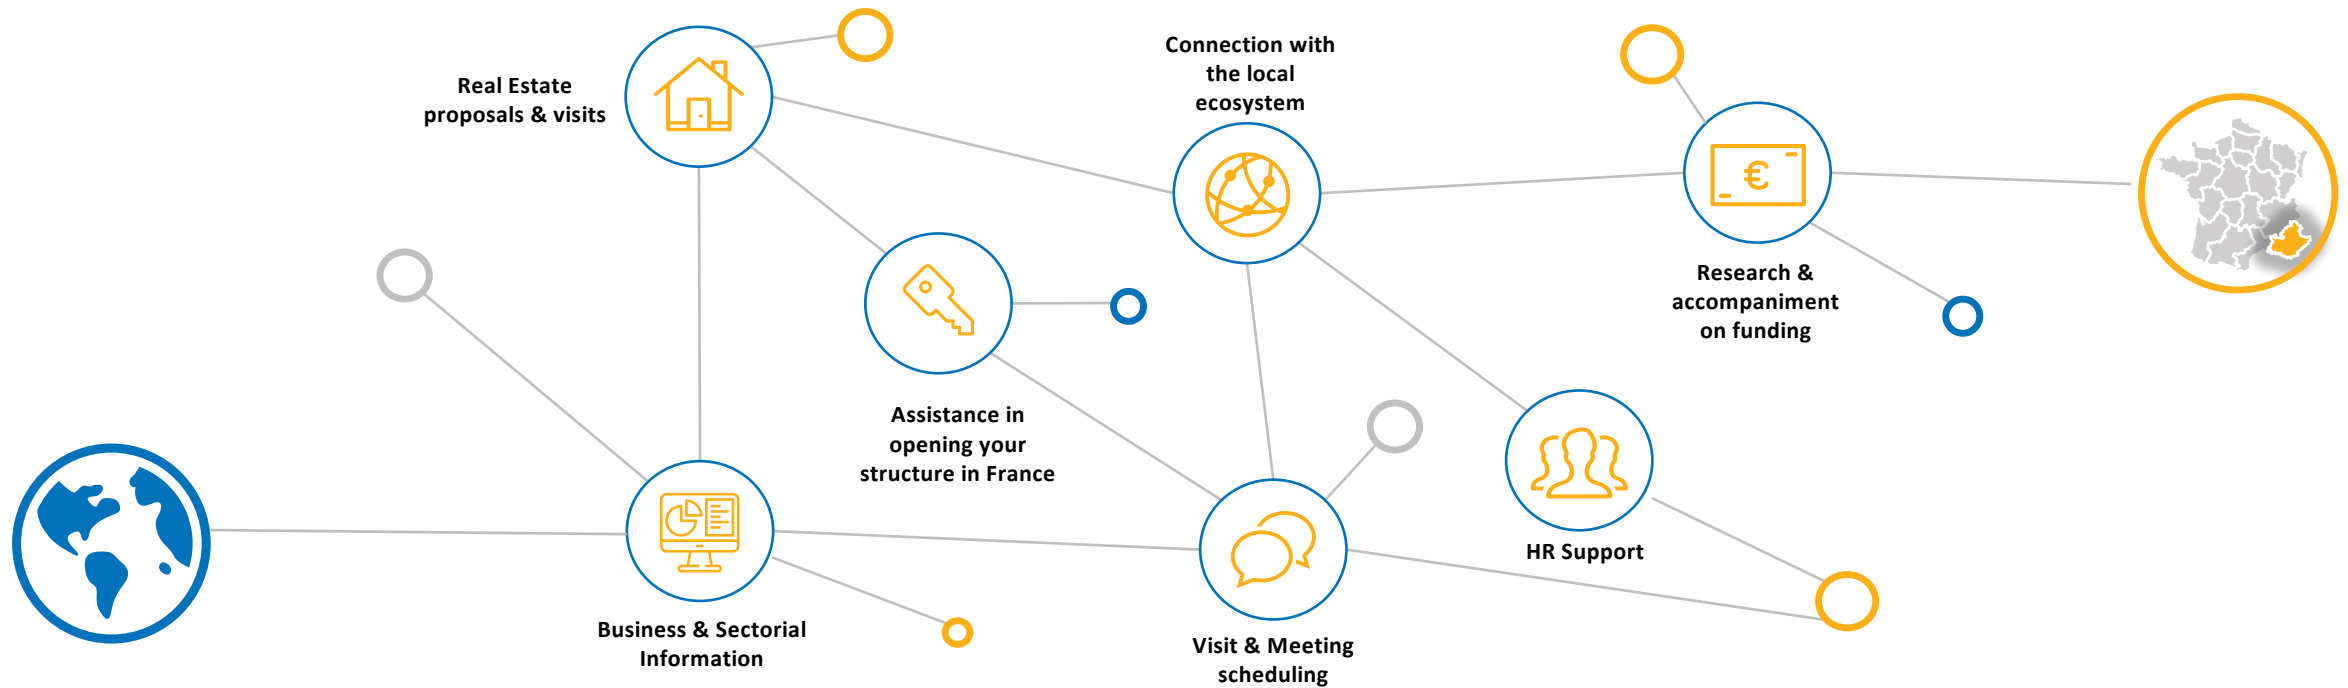 Real Estate
proposals & visits
Connection with
the local
ecosystem
€
Research &
accompaniment
on funding
Assistance in
opening your
structure in France
HR Support
Business & Sectorial
Information
Visit & Meeting
scheduling